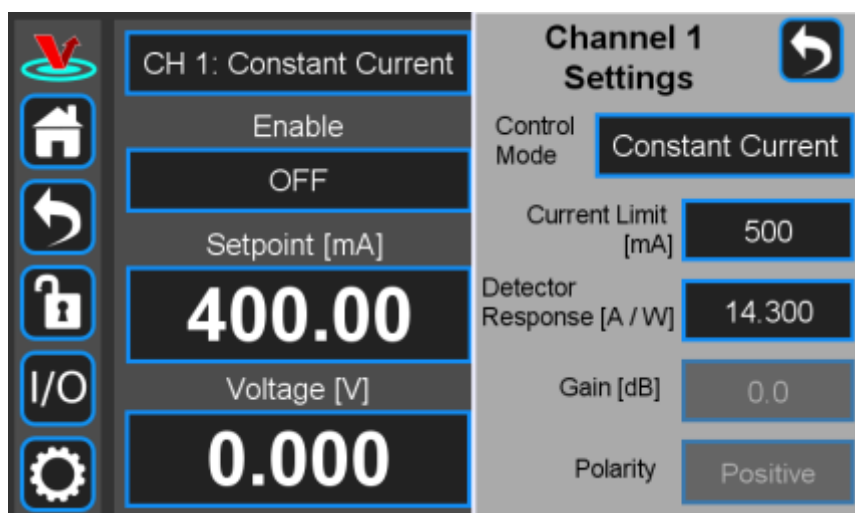 CH 1: Constant Current
Enable
OFF
Setpoint [mA]
400.00
Voltage [V]
0.000
I/O
Channel 1
Settings
Control
Mode
Constant Current
Current Limit
[mA]
500
Detector
Response [A / W]
14.300
Gain [dB]
0.0
Polarity
Positive